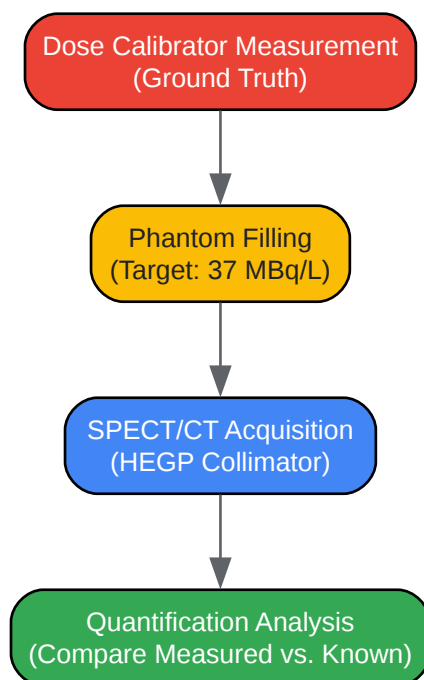 Dose Calibrator Measurement
(Ground Truth)
Phantom Filling
(Target: 37 MBq/L)
SPECT/CT Acquisition
(HEGP Collimator)
Quantification Analysis
(Compare Measured vs. Known)